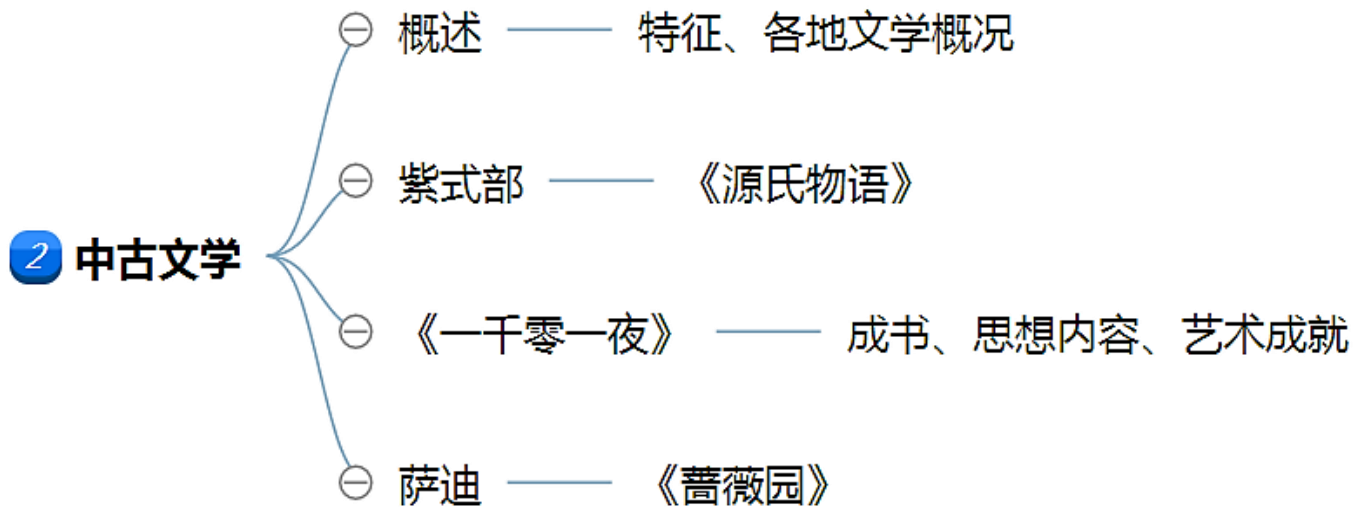 概述 特征、各地文学概况
紫式部 《源氏物语》
2 中古文学
《一千零一夜》 成书、思想内容、艺术成就
萨迪 《蔷薇园》